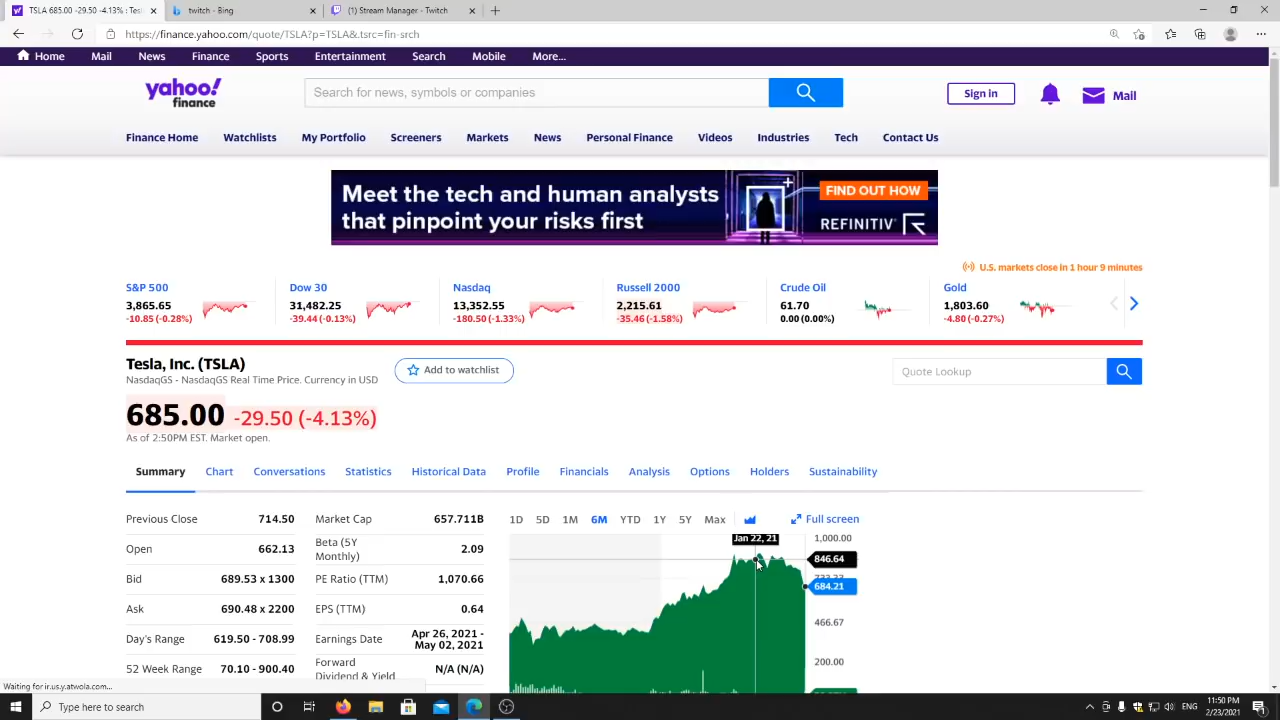 TSLA 685.00 -29.50 -4.13%: Tesl
Dashboard Manager - Twitch
https://finance.yahoo.com/quote/TSLA?p=TSLA&.tsrc=fin-srch
Home Mail News Finance Sports Entertainment Search Mobile More...
yahoo!
finance
Search for news, symbols or companies
Sign in
Mail
Finance Home Watchlists My Portfolio Screeners Markets News Personal Finance Videos Industries Tech Contact Us
Meet the tech and human analysts
that pinpoint your risks first
FIND OUT HOW
REFINITIV
U.S. markets close in 1 hour 9 minutes
S&P 500 Dow 30 Nasdaq Russell 2000 Crude Oil Gold
3,865.65 31,482.25 13,352.55 2,215.61 61.70 1,803.60
-10.85 (-0.28%) -39.44 (-0.13%) -180.50 (-1.33%) -35.46 (-1.58%) 0.00 (0.00%) -4.80 (-0.27%)
Tesla, Inc. (TSLA)
NasdaqGS - NasdaqGS Real Time Price. Currency in USD
Add to watchlist
Quote Lookup
685.00 -29.50 (-4.13%)
As of 2:50PM EST. Market open.
Summary Chart Conversations Statistics Historical Data Profile Financials Analysis Options Holders Sustainability
Previous Close 714.50
Open 662.13
Bid 689.53 x 1300
Ask 690.48 x 2200
Day's Range 619.50 - 708.99
52 Week Range 70.10 - 900.40
Market Cap 657.711B
Beta (5Y
Monthly) 2.09
PE Ratio (TTM) 1,070.66
EPS (TTM) 0.64
Earnings Date Apr 26, 2021 -
May 02, 2021
Forward
Dividend & Yield N/A (N/A)
1D 5D 1M 6M YTD 1Y 5Y Max
Full screen
Jan 22, 21
1,000.00
846.64
684.21
466.67
200.00
Waiting for ir.us.y.atwola.com...
Type here to search
ENG
11:50 PM
2/23/2021